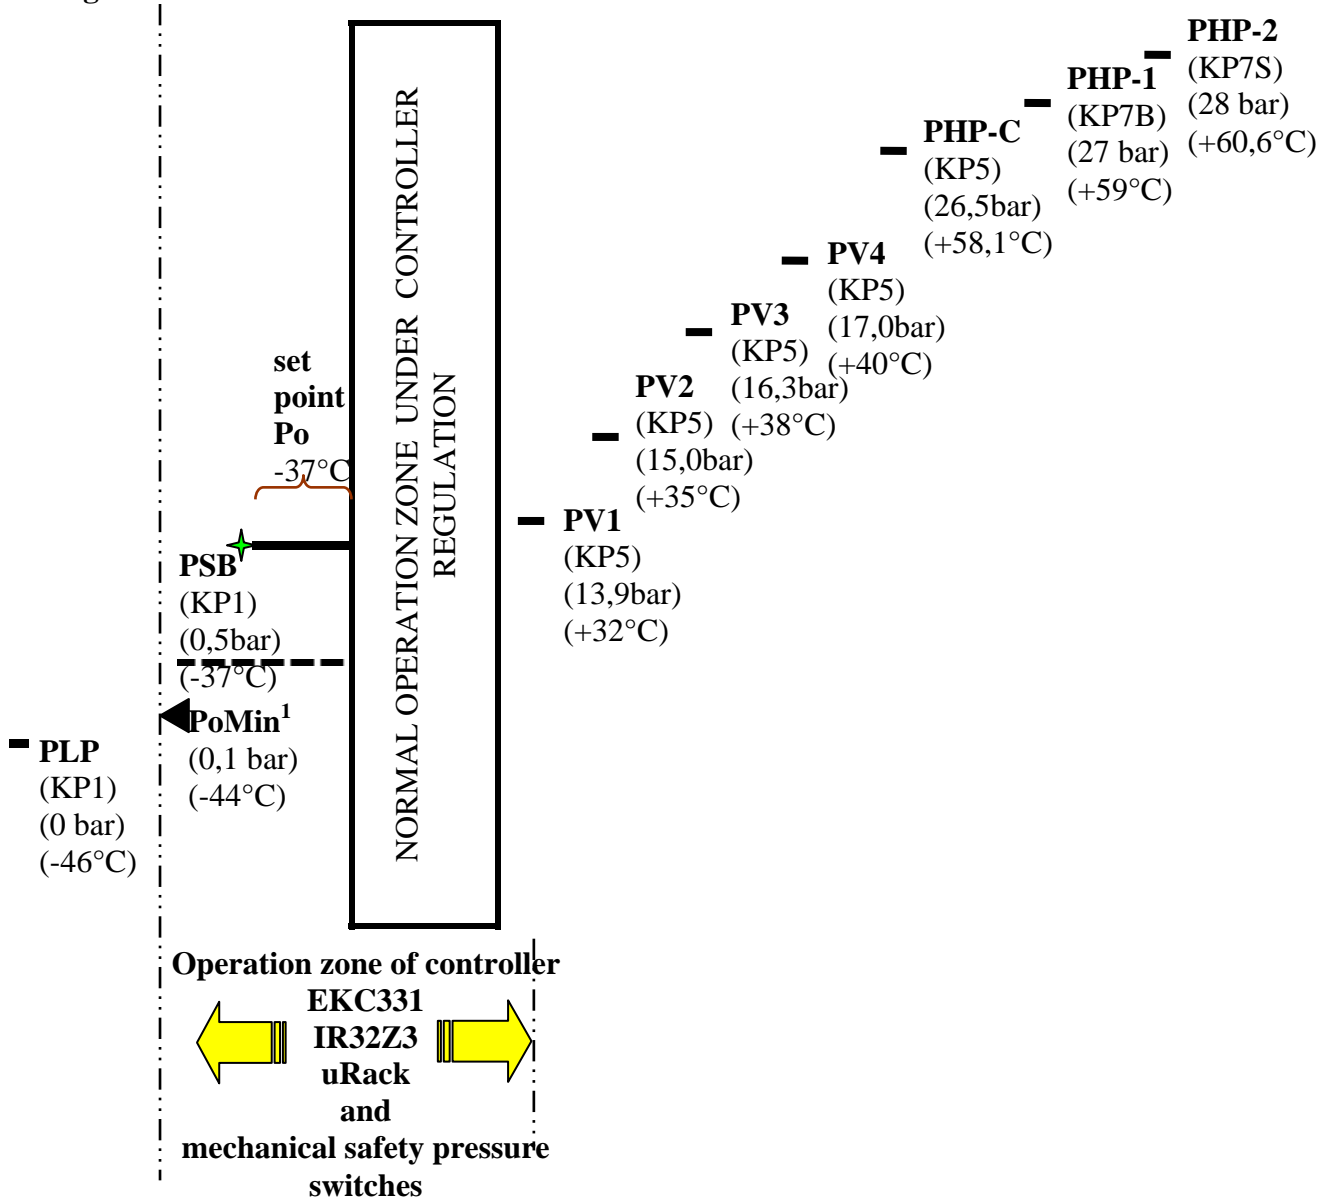 PHP-2
(KP7S)
(28 bar)
(+60,6°C)
PHP-1
(KP7B)
(27 bar)
(+59°C)
PHP-C
(KP5)
(26,5bar)
(+58,1°C)
PV4
(KP5)
(17,0bar)
(+40°C)
PV3
(KP5)
(16,3bar)
(+38°C)
PV2
(KP5)
(15,0bar)
(+35°C)
PV1
(KP5)
(13,9bar)
(+32°C)
NORMAL OPERATION ZONE UNDER CONTROLLER
REGULATION
set
point
Po
-37°C
PSB
(KP1)
(0,5bar)
(-37°C)
PoMin¹
(0,1 bar)
(-44°C)
PLP
(KP1)
(0 bar)
(-46°C)
Operation zone of controller
EKC331
IR32Z3
uRack
and
mechanical safety pressure
switches